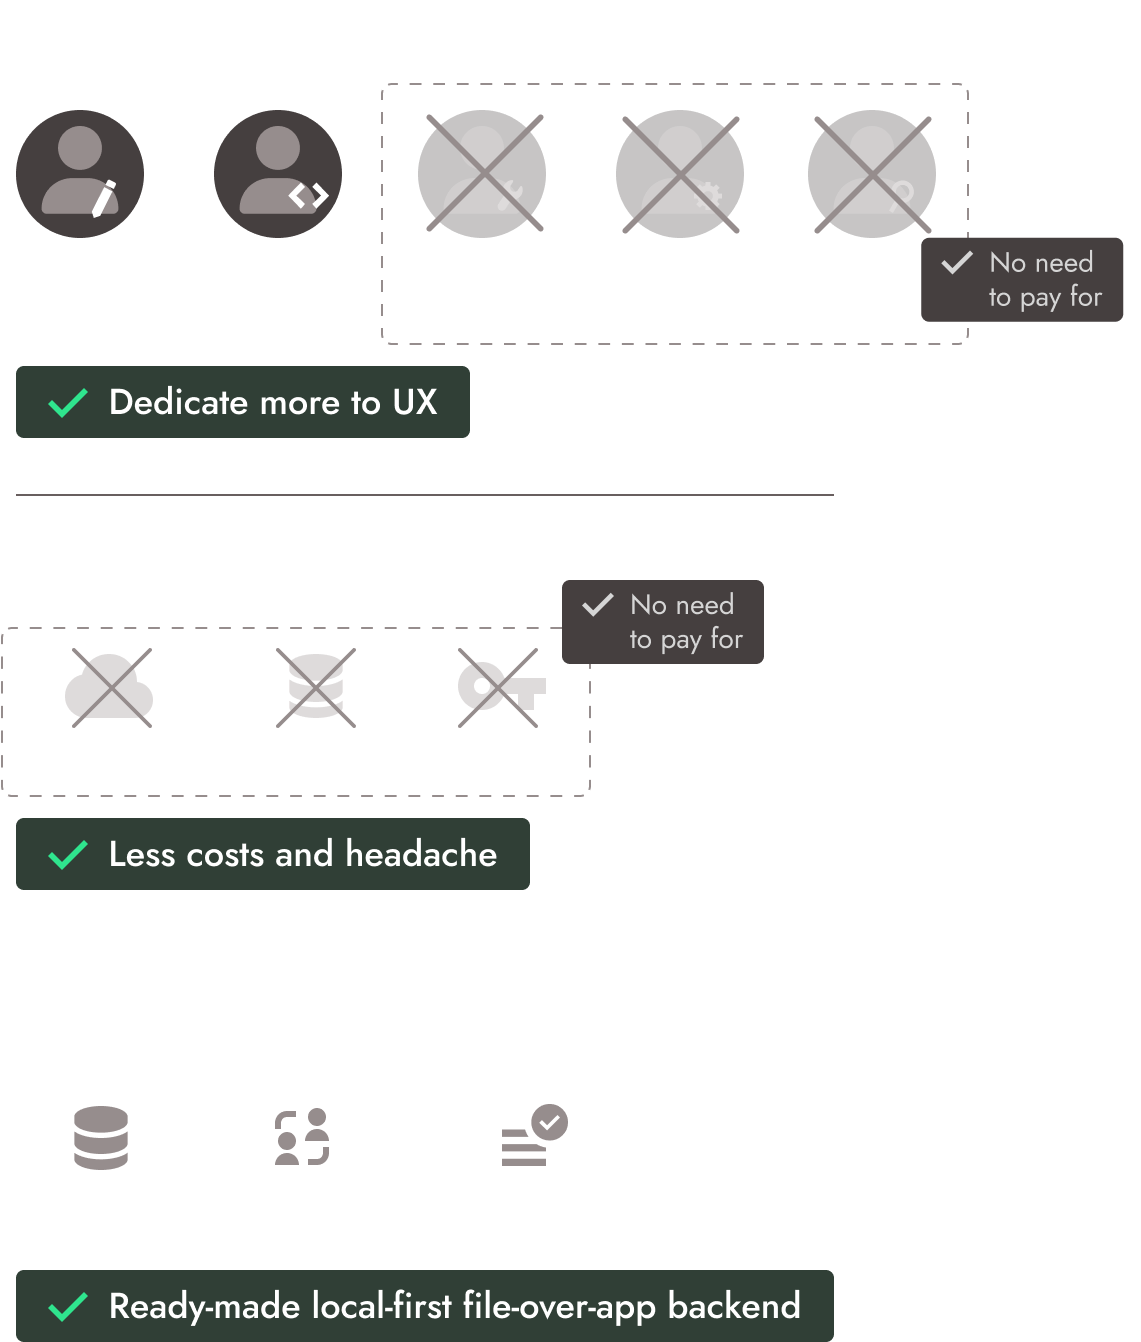 No need
to pay for
Dedicate more to UX
No need
to pay for
Less costs and headache
Ready-made local-first file-over-app backend